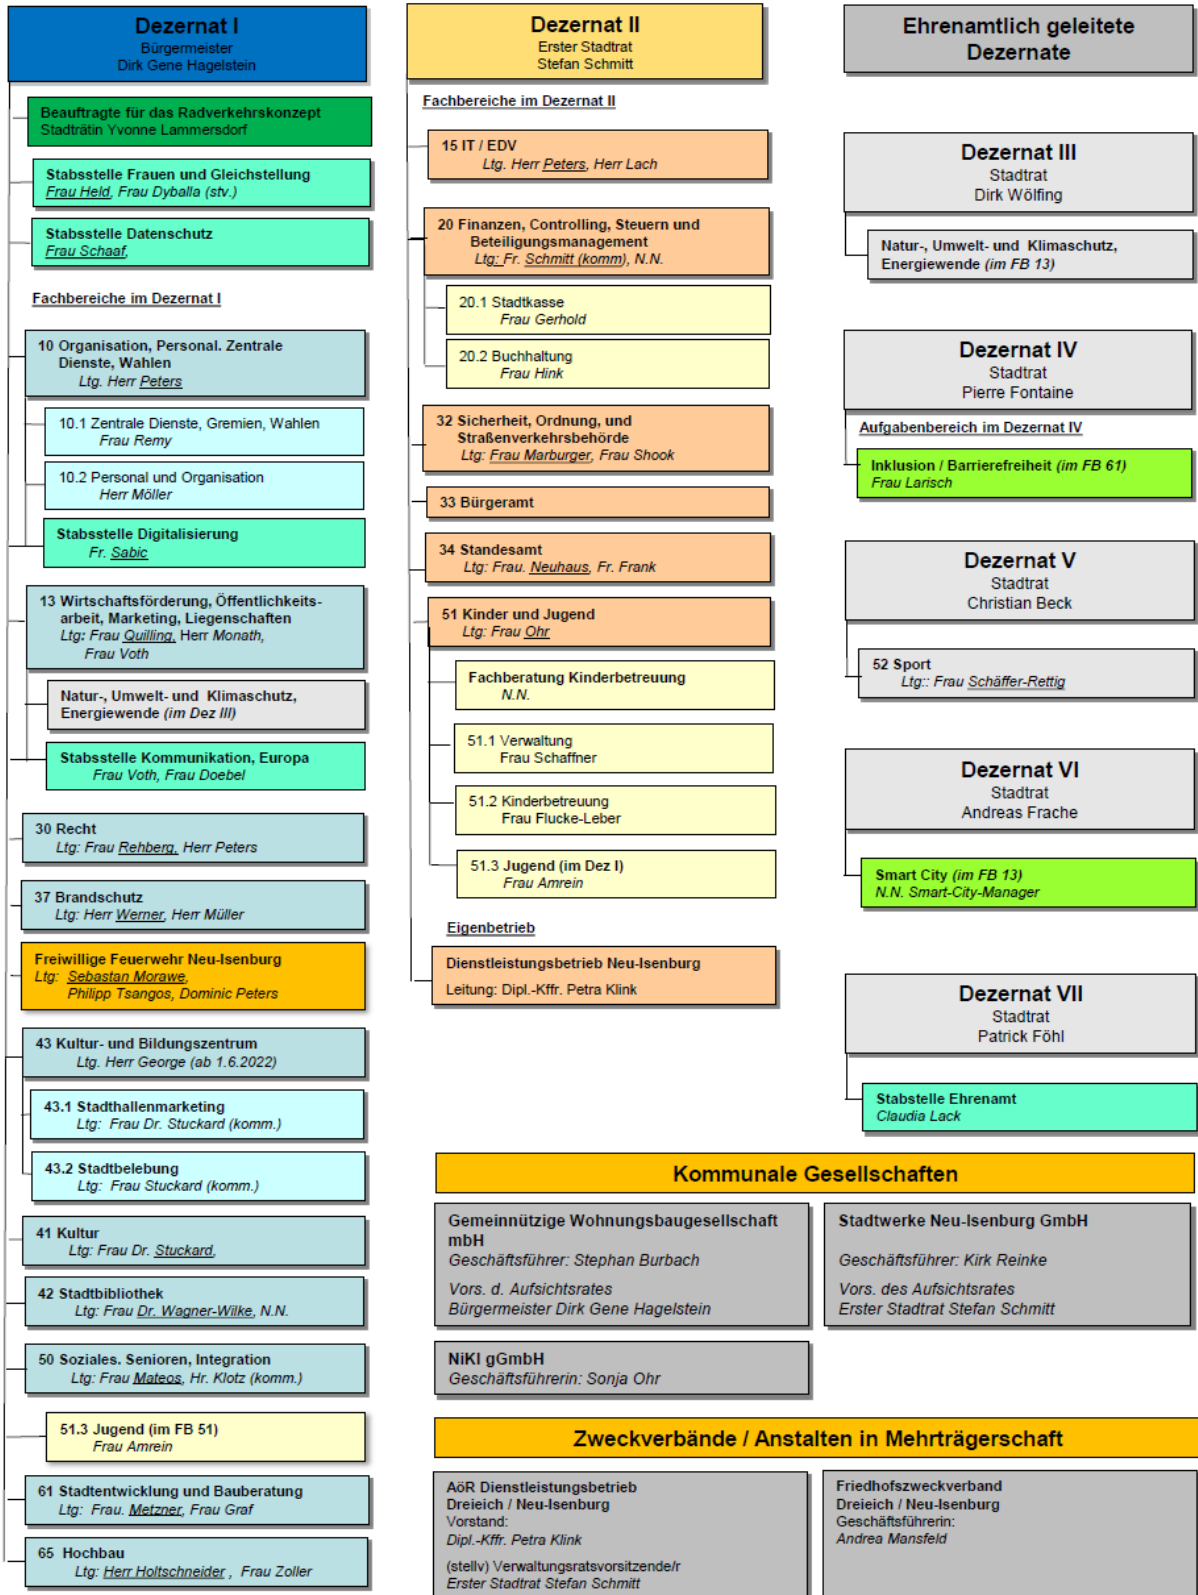 Dezernat I
Bürgermeister
Dirk Gene Hagelstein
Beauftragte für das Radverkehrskonzept
Stadträtin Yvonne Lammersdorf
Stabsstelle Frauen und Gleichstellung
Frau Held, Frau Dyballa (stv.)
Stabsstelle Datenschutz
Frau Schaaf,
Fachbereiche im Dezernat I
10 Organisation, Personal. Zentrale
Dienste, Wahlen
Ltg. Herr Peters
10.1 Zentrale Dienste, Gremien, Wahlen
Frau Remy
10.2 Personal und Organisation
Herr Möller
Stabsstelle Digitalisierung
Fr. Sabic
13 Wirtschaftsförderung, Öffentlichkeits-
arbeit, Marketing, Liegenschaften
Ltg: Frau Quilling, Herr Monath,
Frau Voth
Natur-, Umwelt- und Klimaschutz,
Energiewende (im Dez III)
Stabsstelle Kommunikation, Europa
Frau Voth, Frau Doebel
30 Recht
Ltg: Frau Rehberg, Herr Peters
37 Brandschutz
Ltg: Herr Werner, Herr Müller
Freiwillige Feuerwehr Neu-Isenburg
Ltg: Sebastan Morawe,
Philipp Tsangos, Dominic Peters
43 Kultur- und Bildungszentrum
Ltg. Herr George (ab 1.6.2022)
43.1 Stadthallenmarketing
Ltg: Frau Dr. Stuckard (komm.)
43.2 Stadtbelebung
Ltg: Frau Stuckard (komm.)
41 Kultur
Ltg: Frau Dr. Stuckard,
42 Stadtbibliothek
Ltg: Frau Dr. Wagner-Wilke, N.N.
50 Soziales. Senioren, Integration
Ltg: Frau Mateos, Hr. Klotz (komm.)
51.3 Jugend (im FB 51)
Frau Amrein
61 Stadtentwicklung und Bauberatung
Ltg: Frau. Metzner, Frau Graf
65 Hochbau
Ltg: Herr Holtschneider , Frau Zoller
Dezernat II
Erster Stadtrat
Stefan Schmitt
Fachbereiche im Dezernat II
15 IT / EDV
Ltg. Herr Peters, Herr Lach
20 Finanzen, Controlling, Steuern und
Beteiligungsmanagement
Ltg: Fr. Schmitt (komm), N.N.
20.1 Stadtkasse
Frau Gerhold
20.2 Buchhaltung
Frau Hink
32 Sicherheit, Ordnung, und
Straßenverkehrsbehörde
Ltg: Frau Marburger, Frau Shook
33 Bürgeramt
34 Standesamt
Ltg: Frau. Neuhaus, Fr. Frank
51 Kinder und Jugend
Ltg: Frau Ohr
Fachberatung Kinderbetreuung
N.N.
51.1 Verwaltung
Frau Schaffner
51.2 Kinderbetreuung
Frau Flucke-Leber
51.3 Jugend (im Dez I)
Frau Amrein
Eigenbetrieb
Dienstleistungsbetrieb Neu-Isenburg
Leitung: Dipl.-Kffr. Petra Klink
Ehrenamtlich geleitete
Dezernate
Dezernat III
Stadtrat
Dirk Wölfing
Natur-, Umwelt- und Klimaschutz,
Energiewende (im FB 13)
Dezernat IV
Stadtrat
Pierre Fontaine
Aufgabenbereich im Dezernat IV
Inklusion / Barrierefreiheit (im FB 61)
Frau Larisch
Dezernat V
Stadtrat
Christian Beck
52 Sport
Ltg:: Frau Schäffer-Rettig
Dezernat VI
Stadtrat
Andreas Frache
Smart City (im FB 13)
N.N. Smart-City-Manager
Dezernat VII
Stadtrat
Patrick Föhl
Stabstelle Ehrenamt
Claudia Lack
Kommunale Gesellschaften
Gemeinnützige Wohnungsbaugesellschaft
mbH
Geschäftsführer: Stephan Burbach
Vors. d. Aufsichtsrates
Bürgermeister Dirk Gene Hagelstein
Stadtwerke Neu-Isenburg GmbH
Geschäftsführer: Kirk Reinke
Vors. des Aufsichtsrates
Erster Stadtrat Stefan Schmitt
NiKI gGmbH
Geschäftsführerin: Sonja Ohr
Zweckverbände / Anstalten in Mehrträgerschaft
AöR Dienstleistungsbetrieb
Dreieich / Neu-Isenburg
Vorstand:
Dipl.-Kffr. Petra Klink
(stellv) Verwaltungsratsvorsitzende/r
Erster Stadtrat Stefan Schmitt
Friedhofszweckverband
Dreieich / Neu-Isenburg
Geschäftsführerin:
Andrea Mansfeld